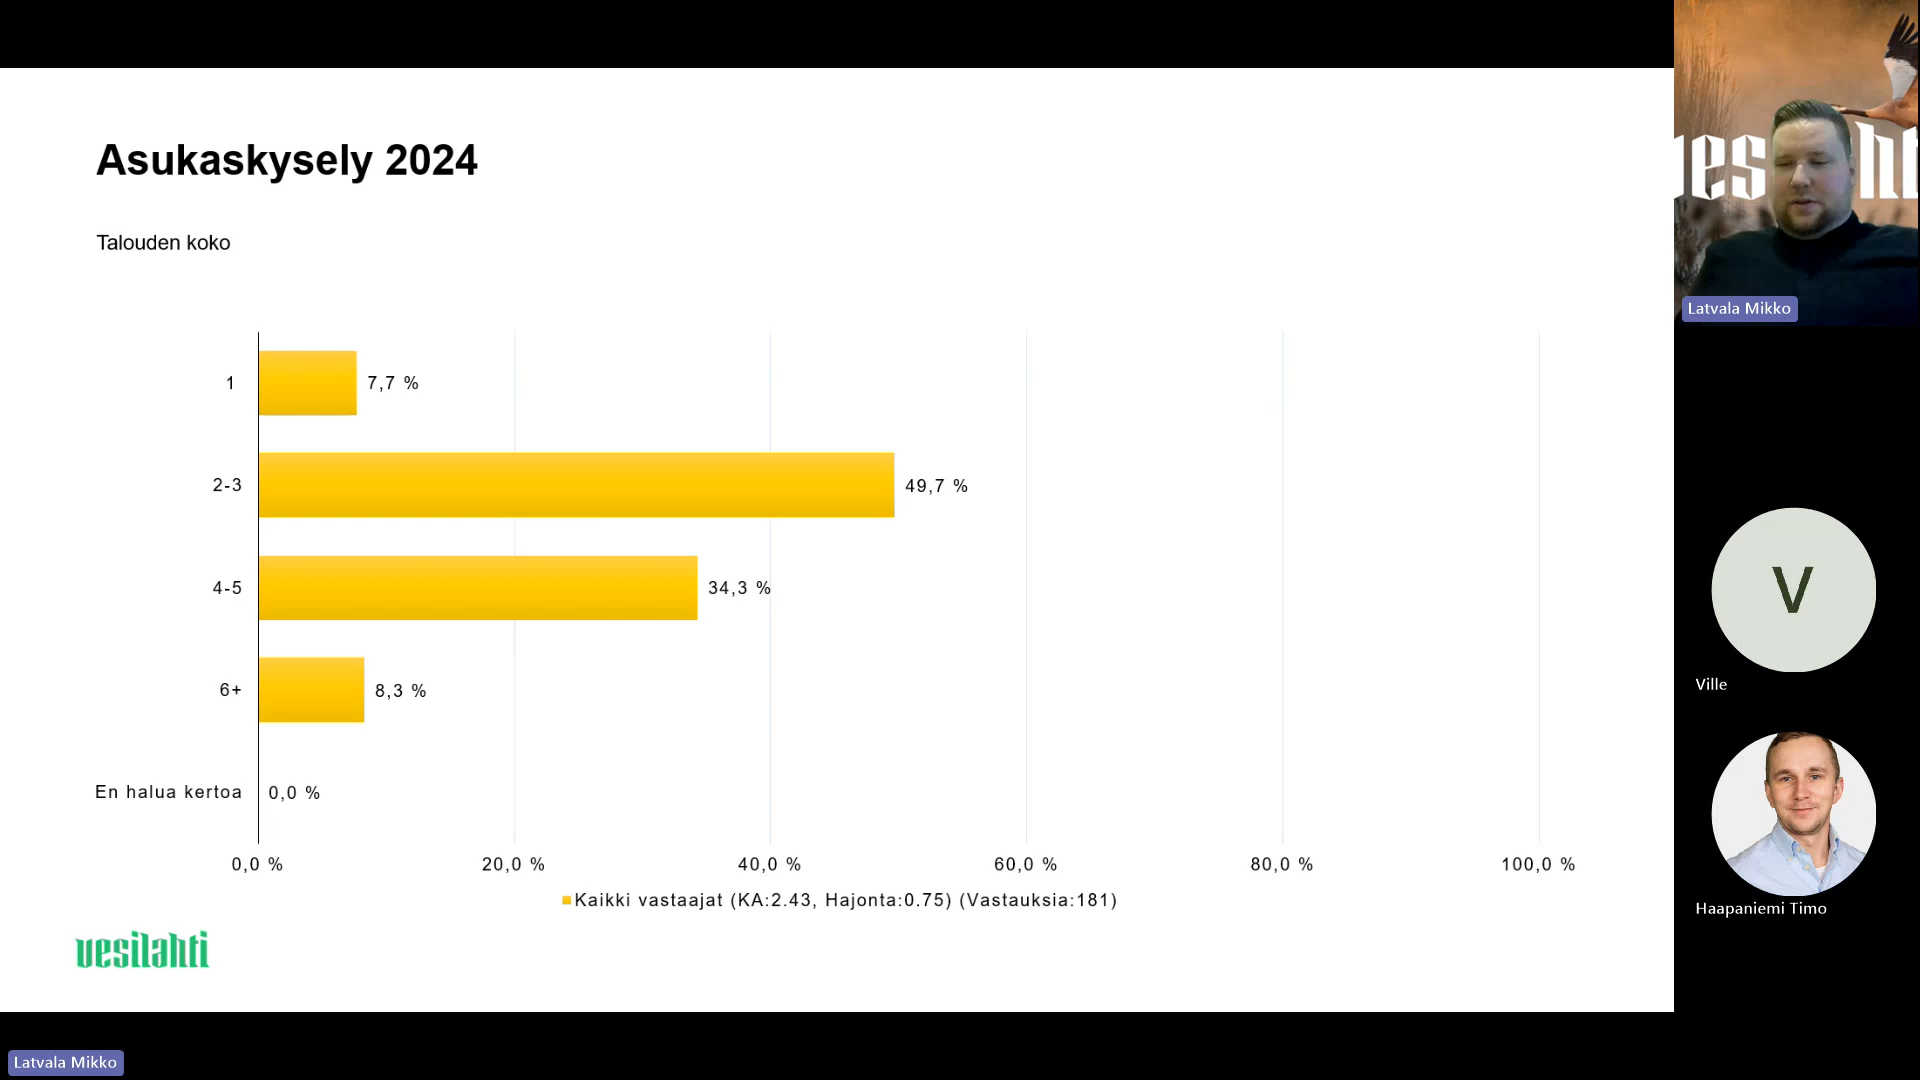 Asukaskysely 2024
Talouden koko
1
7,7 %
2-3
49,7 %
4-5
34,3 %
6+
8,3 %
En halua kertoa
0,0 %
0,0 %
20,0 %
40,0 %
60,0 %
80,0 %
100,0 %
Kaikki vastaajat (KA:2.43, Hajonta:0.75) (Vastauksia:181)
vesilahti
Latvala Mikko
V
Ville
Haapaniemi Timo
Latvala Mikko